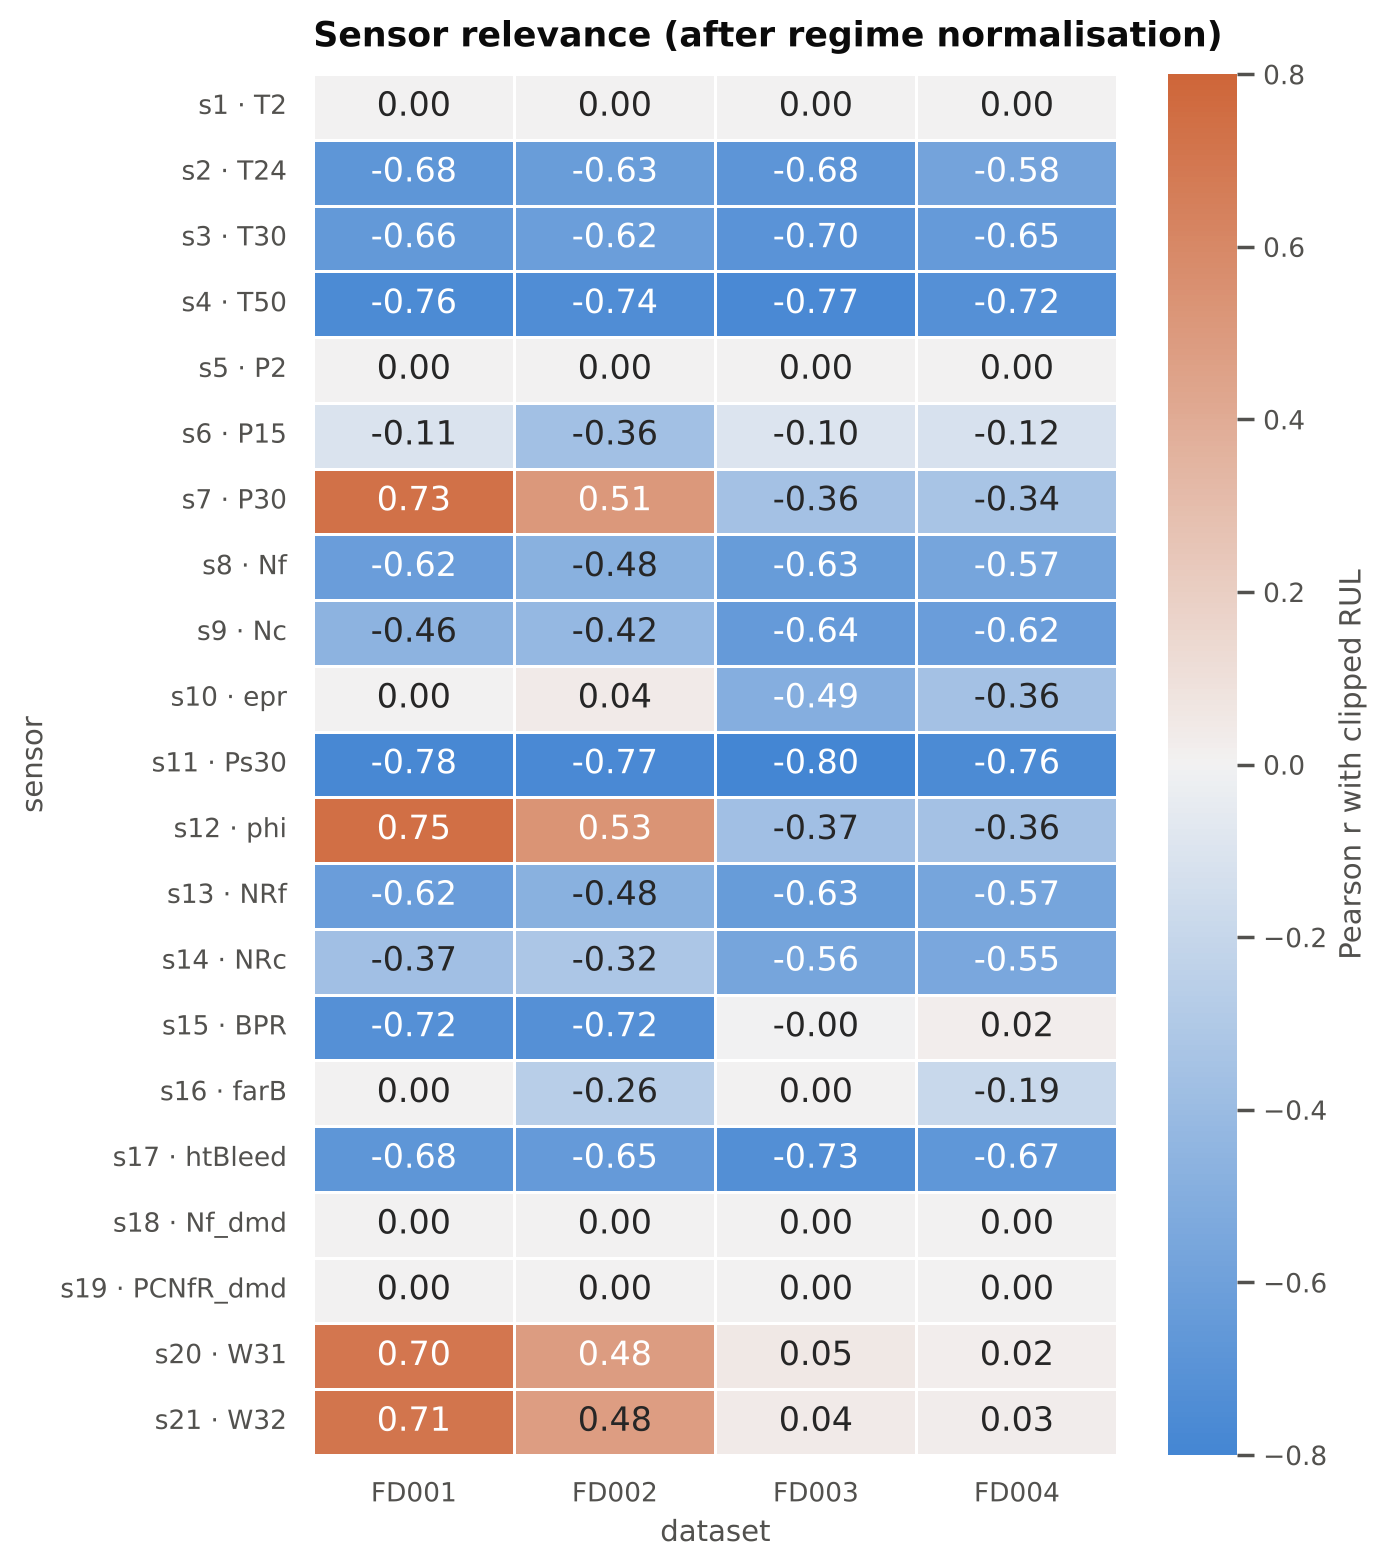 Sensor relevance (after regime normalisation)
s1 · T2 0.00 0.00 0.00 0.00
s2 · T24 -0.68 -0.63 -0.68 -0.58
s3 · T30 -0.66 -0.62 -0.70 -0.65
s4 · T50 -0.76 -0.74 -0.77 -0.72
s5 · P2 0.00 0.00 0.00 0.00
s6 · P15 -0.11 -0.36 -0.10 -0.12
s7 · P30 0.73 0.51 -0.36 -0.34
s8 · Nf -0.62 -0.48 -0.63 -0.57
s9 · Nc -0.46 -0.42 -0.64 -0.62
s10 · epr 0.00 0.04 -0.49 -0.36
s11 · Ps30 -0.78 -0.77 -0.80 -0.76
s12 · phi 0.75 0.53 -0.37 -0.36
s13 · NRf -0.62 -0.48 -0.63 -0.57
s14 · NRc -0.37 -0.32 -0.56 -0.55
s15 · BPR -0.72 -0.72 -0.00 0.02
s16 · farB 0.00 -0.26 0.00 -0.19
s17 · htBleed -0.68 -0.65 -0.73 -0.67
s18 · Nf_dmd 0.00 0.00 0.00 0.00
s19 · PCNfR_dmd 0.00 0.00 0.00 0.00
s20 · W31 0.70 0.48 0.05 0.02
s21 · W32 0.71 0.48 0.04 0.03
FD001 FD002 FD003 FD004
dataset
sensor
0.8
0.6
0.4
0.2
0.0
−0.2
−0.4
−0.6
−0.8
Pearson r with clipped RUL